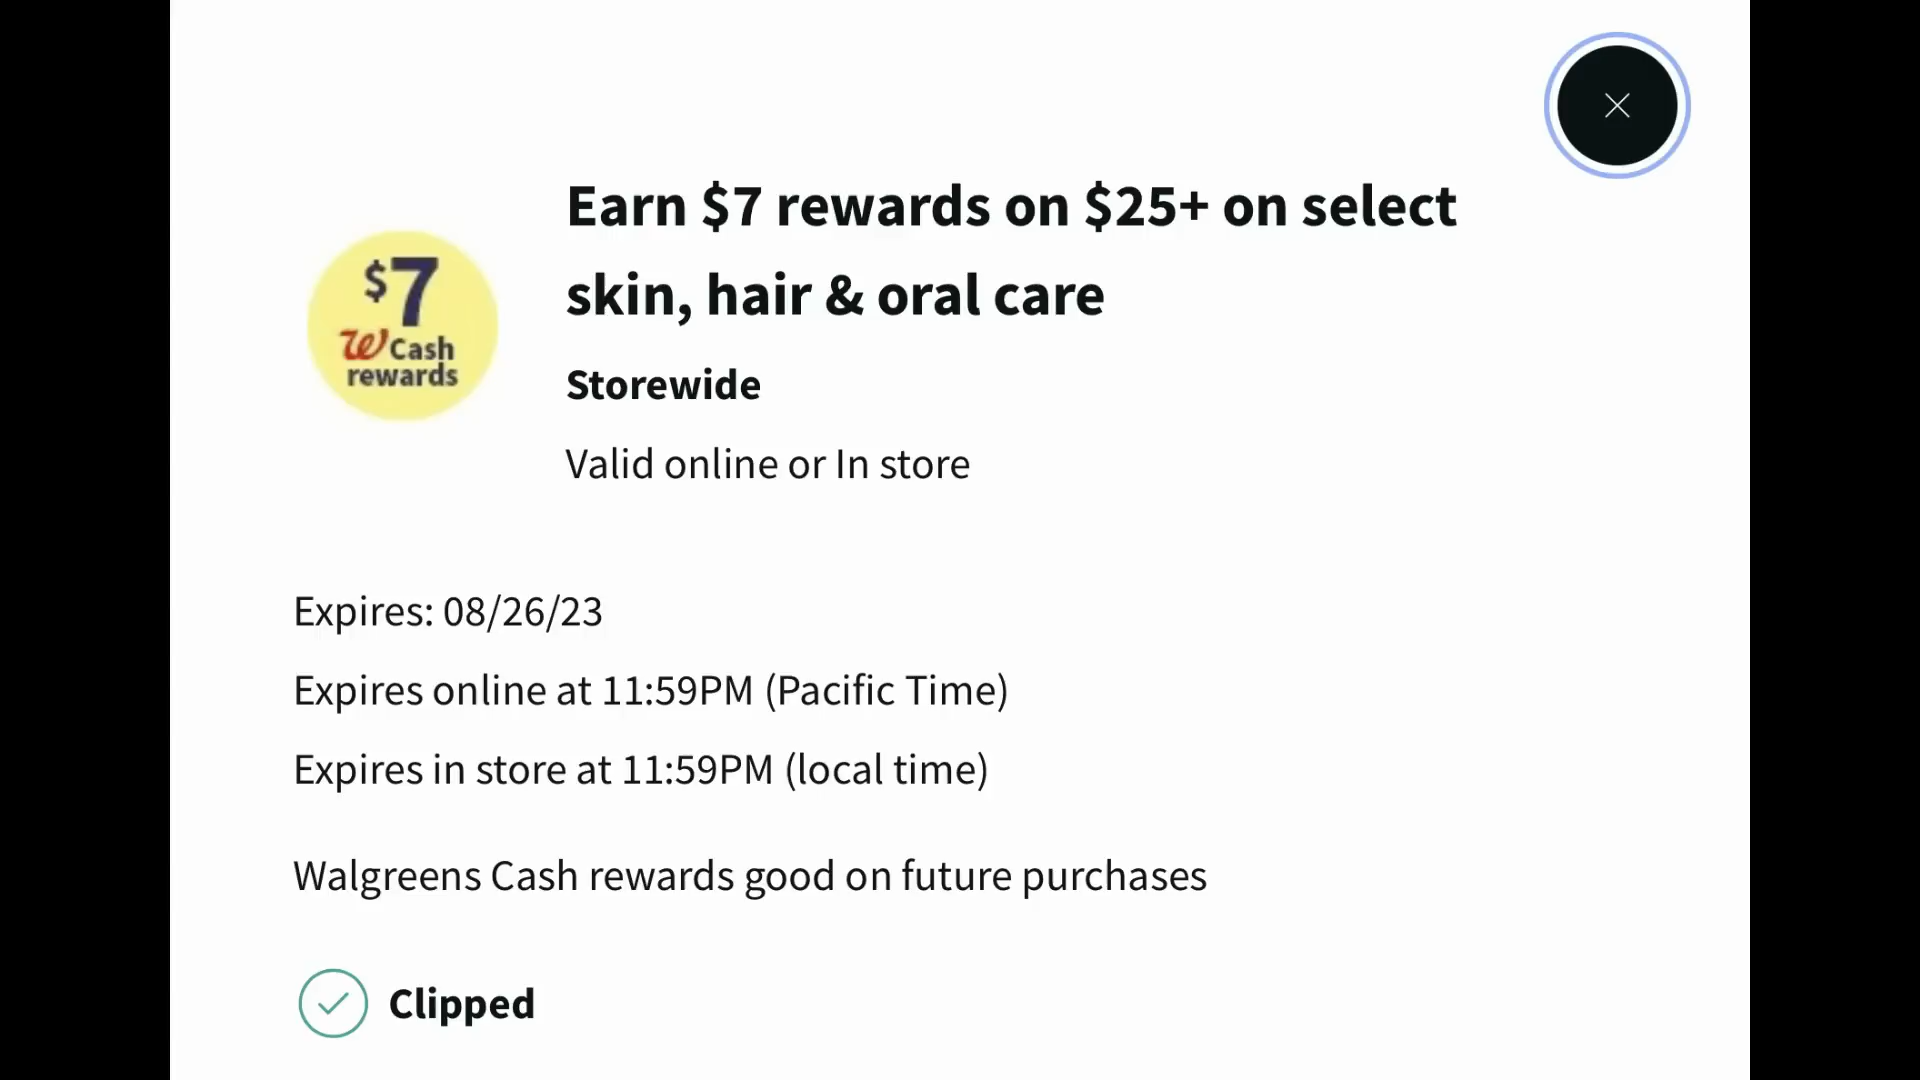 Earn $7 rewards on $25+ on select
skin, hair & oral care
$7
W Cash
rewards
Storewide
Valid online or In store
Expires: 08/26/23
Expires online at 11:59PM (Pacific Time)
Expires in store at 11:59PM (local time)
Walgreens Cash rewards good on future purchases
Clipped